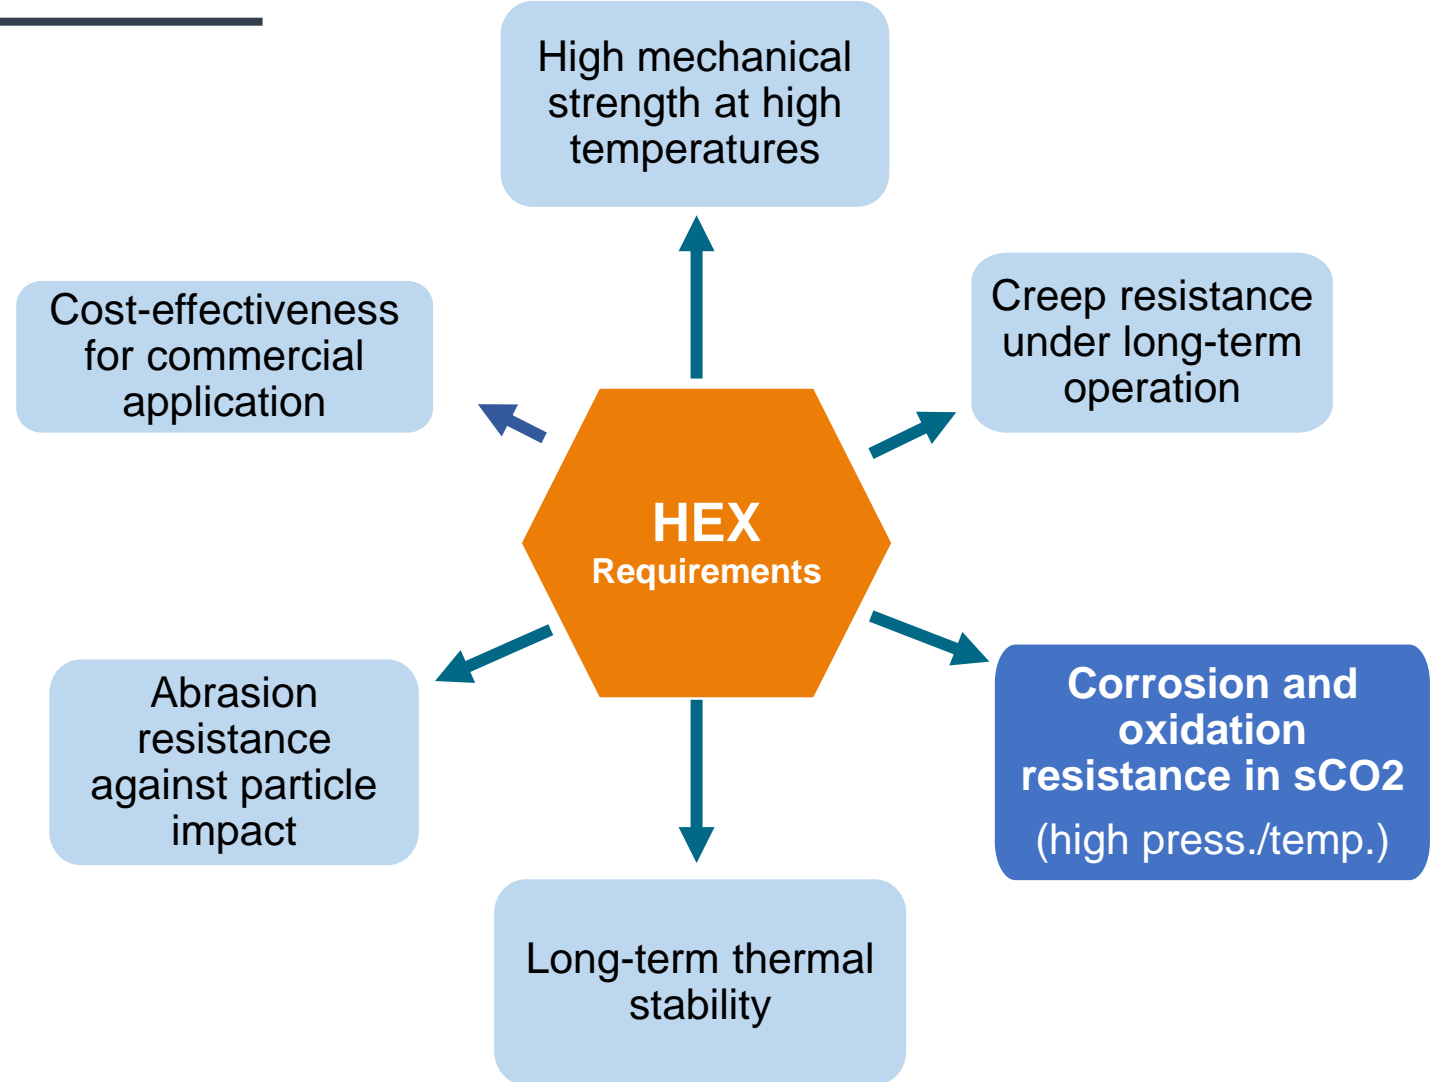 High mechanical
strength at high
temperatures
Cost-effectiveness
for commercial
application
Creep resistance
under long-term
operation
HEX
Requirements
Abrasion
resistance
against particle
impact
Corrosion and
oxidation
resistance in sCO2
(high press./temp.)
Long-term thermal
stability